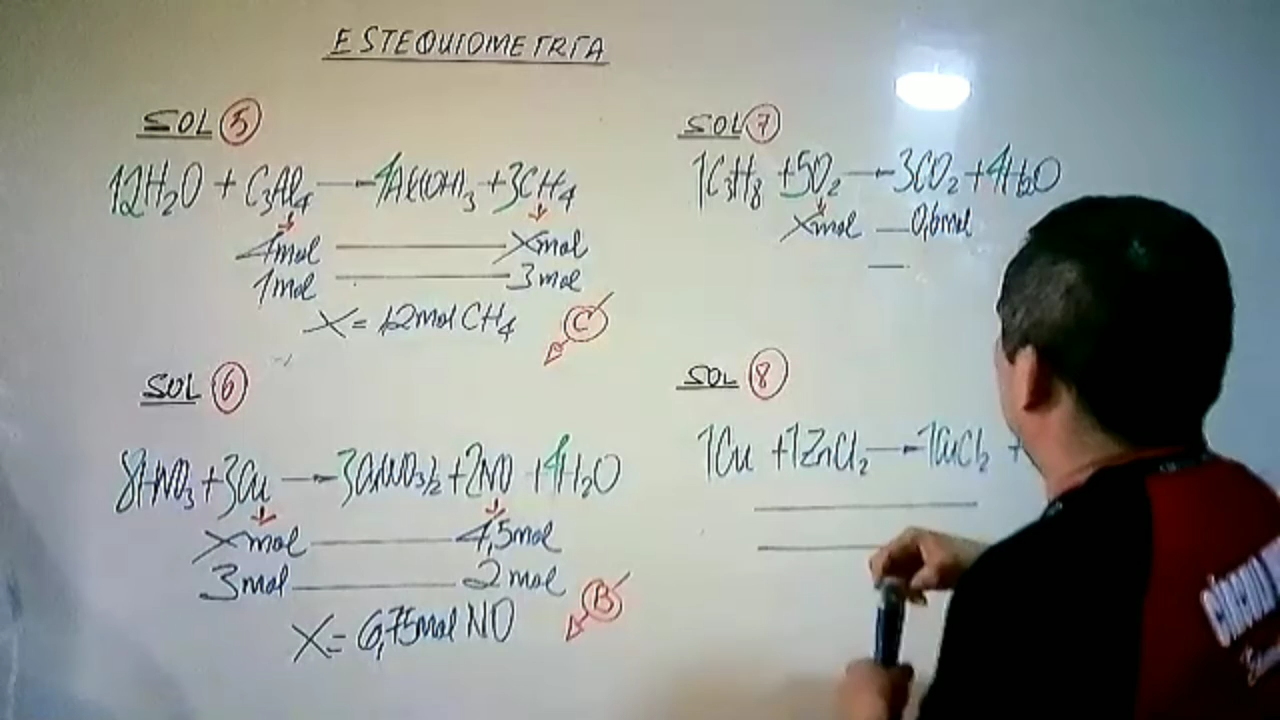 ESTEQUIOMETRÍA
SOL 5
12H₂O + C₃Al₄ → 4Al(OH)₃ + 3CH₄
4mol — Xmol
1mol — 3mol
X = 12mol CH₄
C
SOL 6
8HNO₃ + 3Cu → 3Cu(NO₃)₂ + 2NO + 4H₂O
Xmol — 4,5mol
3mol — 2mol
X = 6,75mol NO
B
SOL 7
1C₃H₈ + 5O₂ → 3CO₂ + 4H₂O
Xmol — 0,6mol
SOL 8
1Cu + 1ZnCl₂ → 1CuCl₂ +